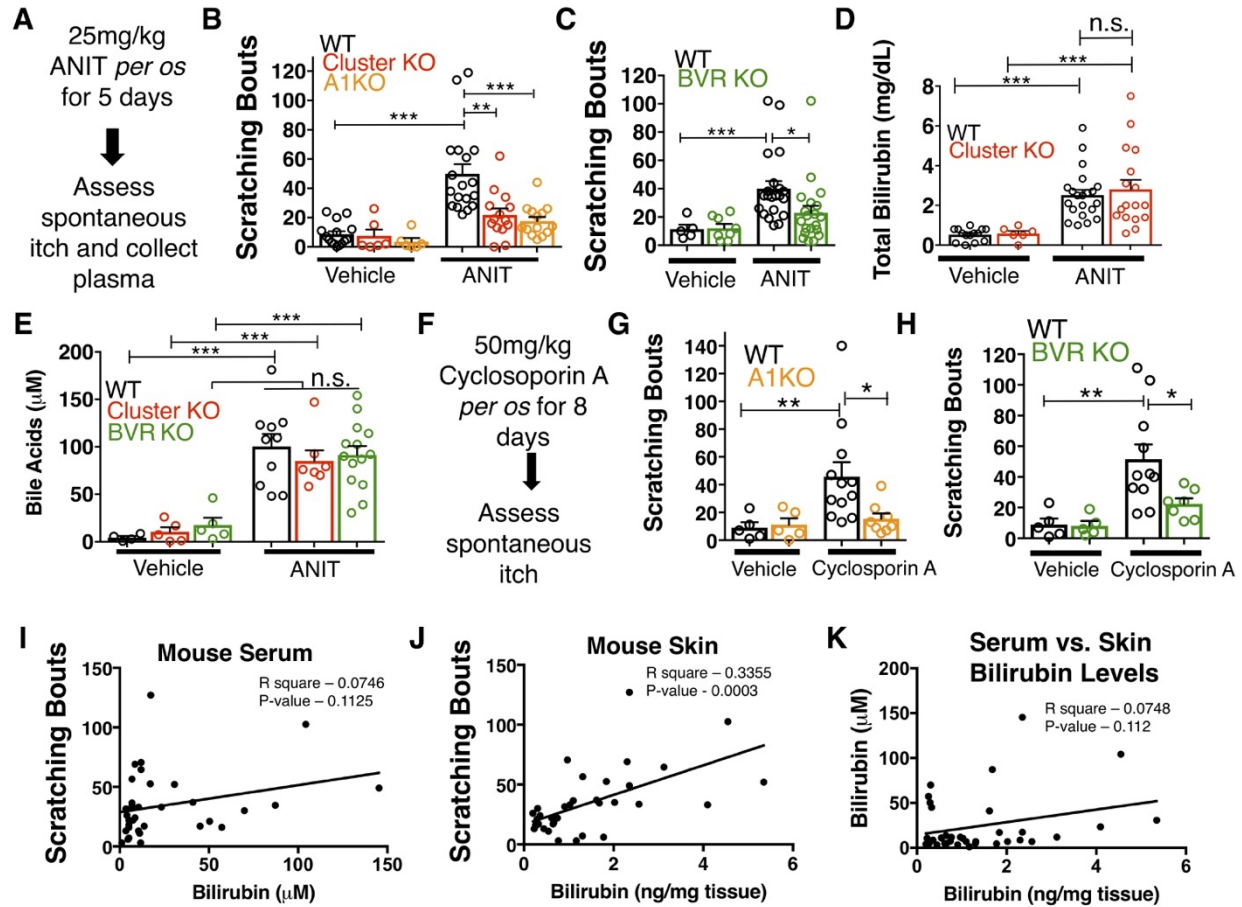 A
25mg/kg
ANIT per os
for 5 days
Assess
spontaneous
itch and collect
plasma
B
Scratching Bouts
WT
Cluster KO
A1KO
120
100
80
60
40
20
0
***
**
***
Vehicle
ANIT
C
Scratching Bouts
WT
BVR KO
120
100
80
60
40
20
0
***
*
Vehicle
ANIT
D
Total Bilirubin (mg/dL)
n.s.
***
***
WT
Cluster KO
8
6
4
2
0
Vehicle
ANIT
E
Bile Acids (μM)
***
***
***
n.s.
WT
Cluster KO
BVR KO
200
150
100
50
0
Vehicle
ANIT
F
50mg/kg
Cyclosoporin A
per os for 8
days
Assess
spontaneous
itch
G
Scratching Bouts
WT
A1KO
140
120
100
80
60
40
20
0
**
*
Vehicle
Cyclosporin A
H
Scratching Bouts
WT
BVR KO
120
100
80
60
40
20
0
**
*
Vehicle
Cyclosporin A
I
Mouse Serum
R square – 0.0746
P-value – 0.1125
Scratching Bouts
150
100
50
0
0 50 100 150
Bilirubin (μM)
J
Mouse Skin
R square – 0.3355
P-value - 0.0003
Scratching Bouts
150
100
50
0
0 2 4 6
Bilirubin (ng/mg tissue)
K
Serum vs. Skin
Bilirubin Levels
R square – 0.0748
P-value – 0.112
Bilirubin (μM)
200
150
100
50
0
0 2 4 6
Bilirubin (ng/mg tissue)